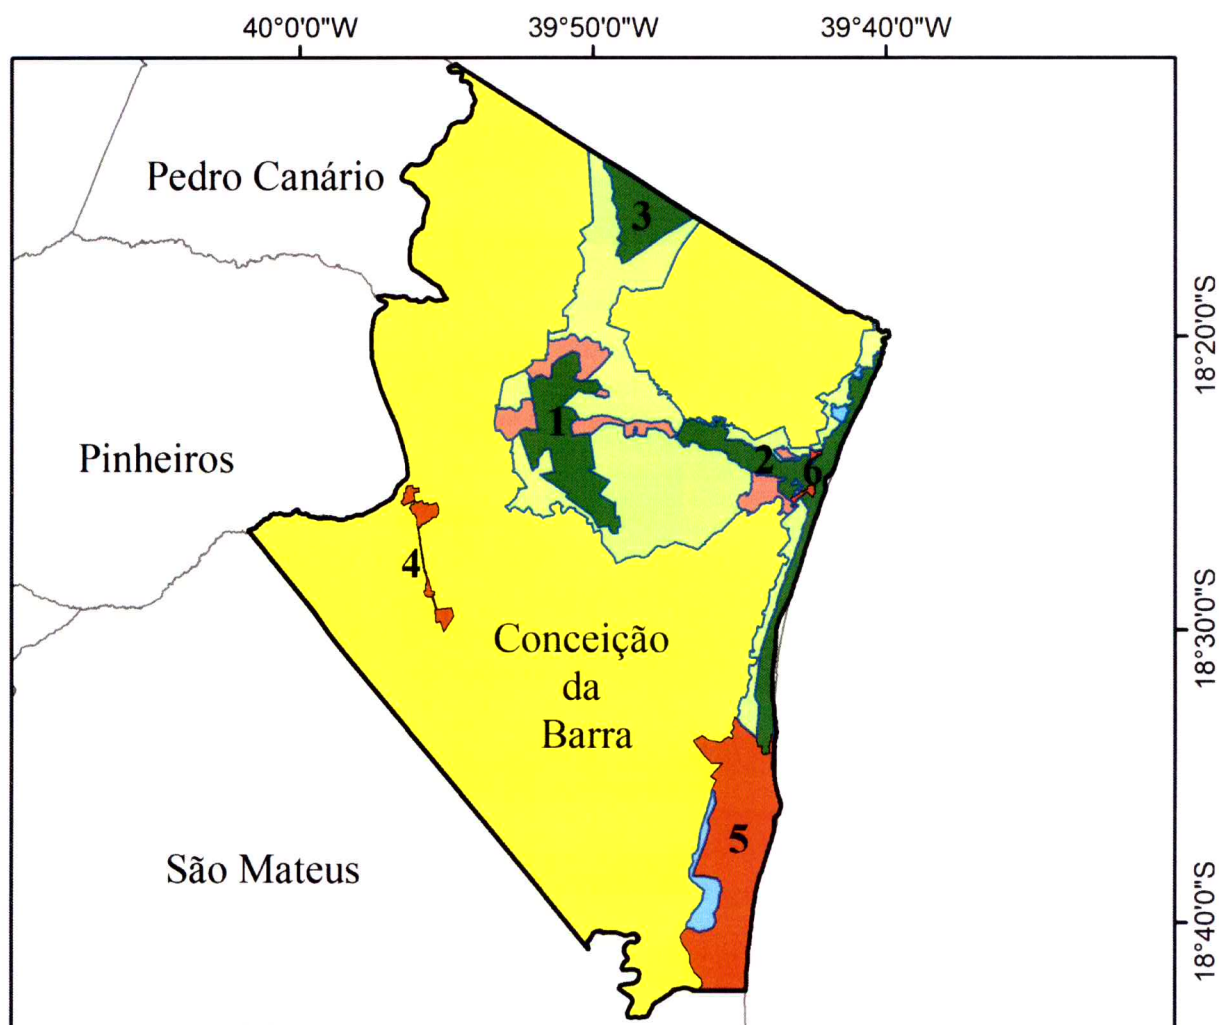 40°0'0"W
39°50'0"W
39°40'0"W
Pedro Canário
3
18°20'0"S
1
2
6
Pinheiros
4
18°30'0"S
Conceição
da
Barra
5
São Mateus
18°40'0"S